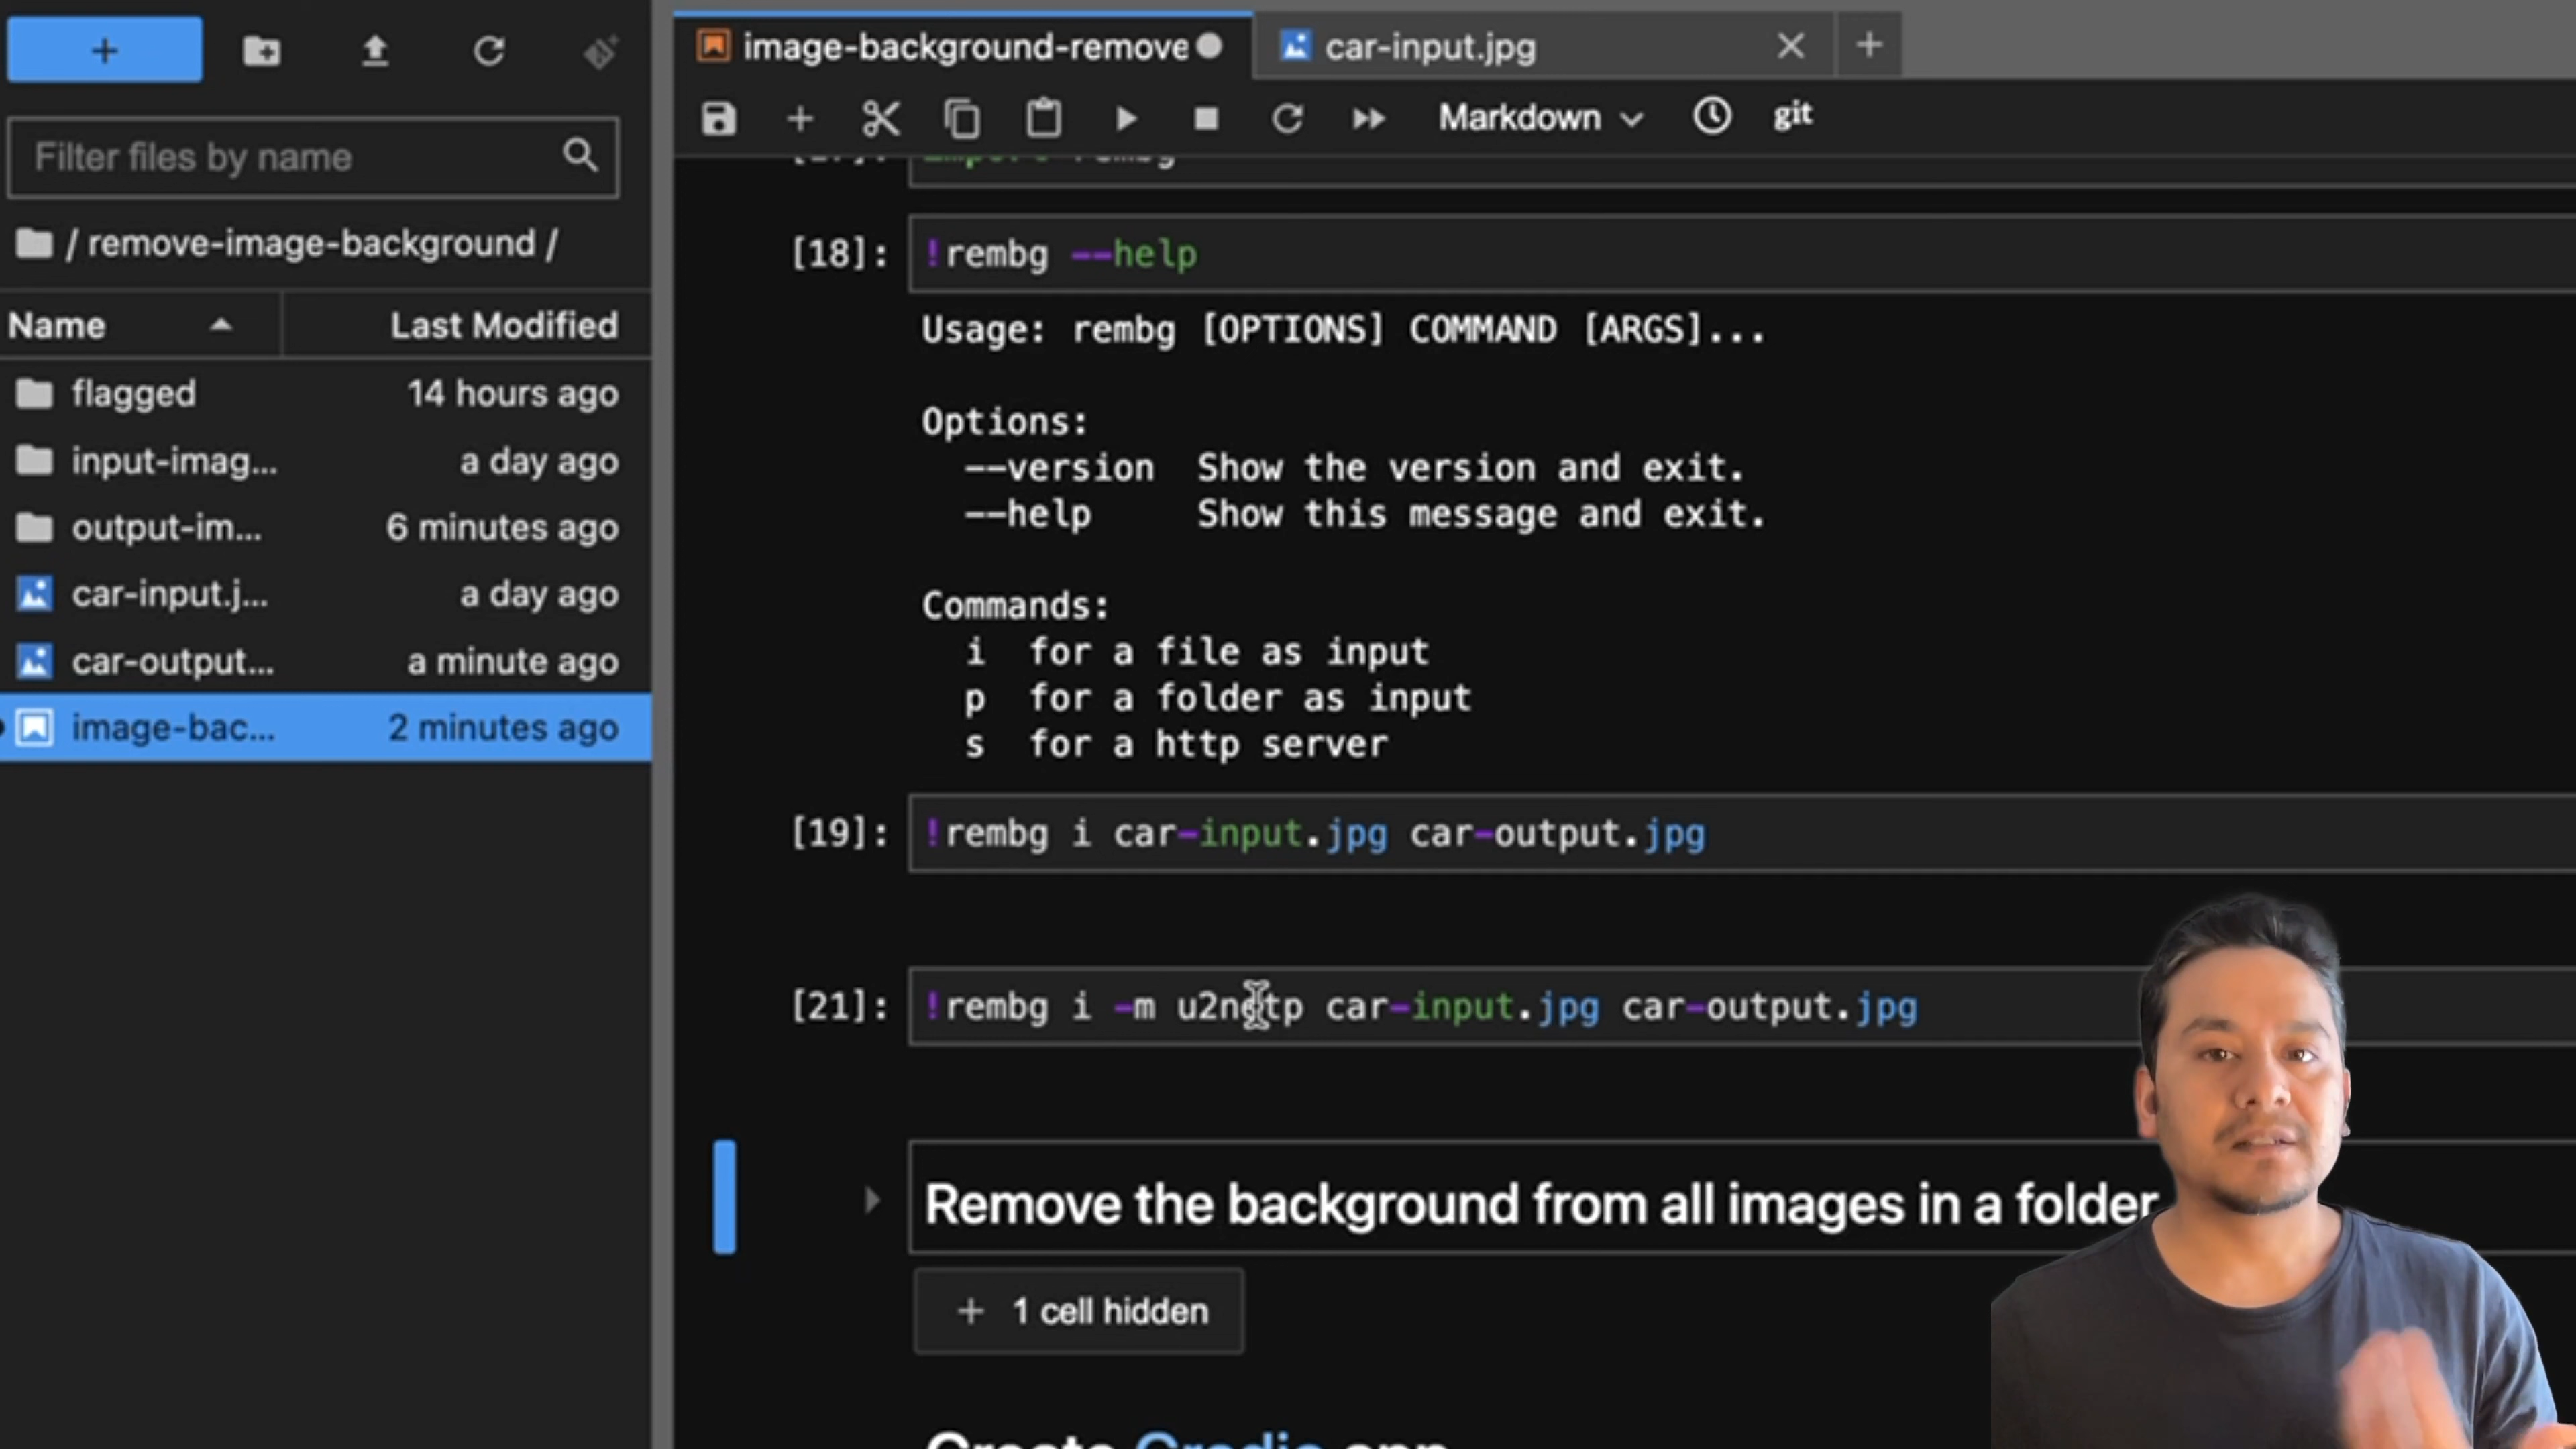 image-background-remove
car-input.jpg
Markdown
git
Filter files by name
/ remove-image-background /
Name
Last Modified
flagged
14 hours ago
input-imag...
a day ago
output-im...
6 minutes ago
car-input.j...
a day ago
car-output...
a minute ago
image-bac...
2 minutes ago
import rembg
[18]:
!rembg --help
Usage: rembg [OPTIONS] COMMAND [ARGS]...
Options:
--version  Show the version and exit.
--help     Show this message and exit.
Commands:
i  for a file as input
p  for a folder as input
s  for a http server
[19]:
!rembg i car-input.jpg car-output.jpg
[21]:
!rembg i -m u2netp car-input.jpg car-output.jpg
Remove the background from all images in a folder
+ 1 cell hidden
Create Gradio app